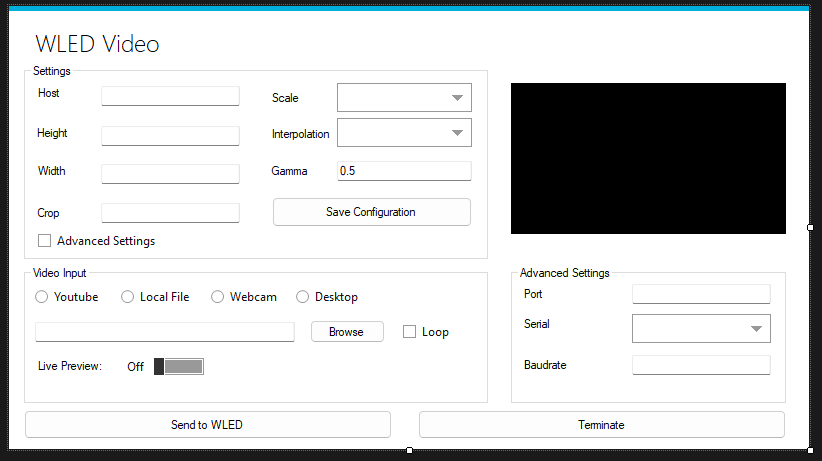 WLED Video
Settings
Host
Scale
Height
Interpolation
Width
Gamma
0.5
Crop
Save Configuration
Advanced Settings
Video Input
Youtube
Local File
Webcam
Desktop
Browse
Loop
Live Preview:
Off
Advanced Settings
Port
Serial
Baudrate
Send to WLED
Terminate